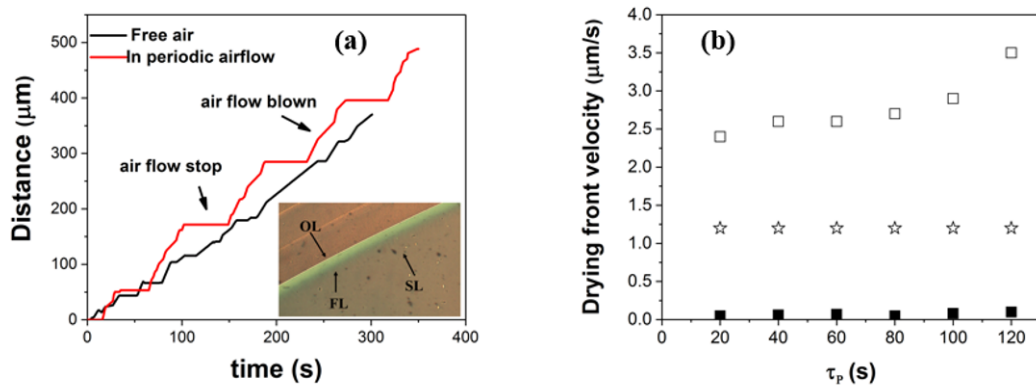 Free air
In periodic airflow
(a)
air flow blown
air flow stop
OL
SL
FL
500
400
300
200
100
0
0
100
200
300
400
Distance (μm)
time (s)
(b)
4.0
3.5
3.0
2.5
2.0
1.5
1.0
0.5
0.0
20
40
60
80
100
120
Drying front velocity (μm/s)
τP (s)